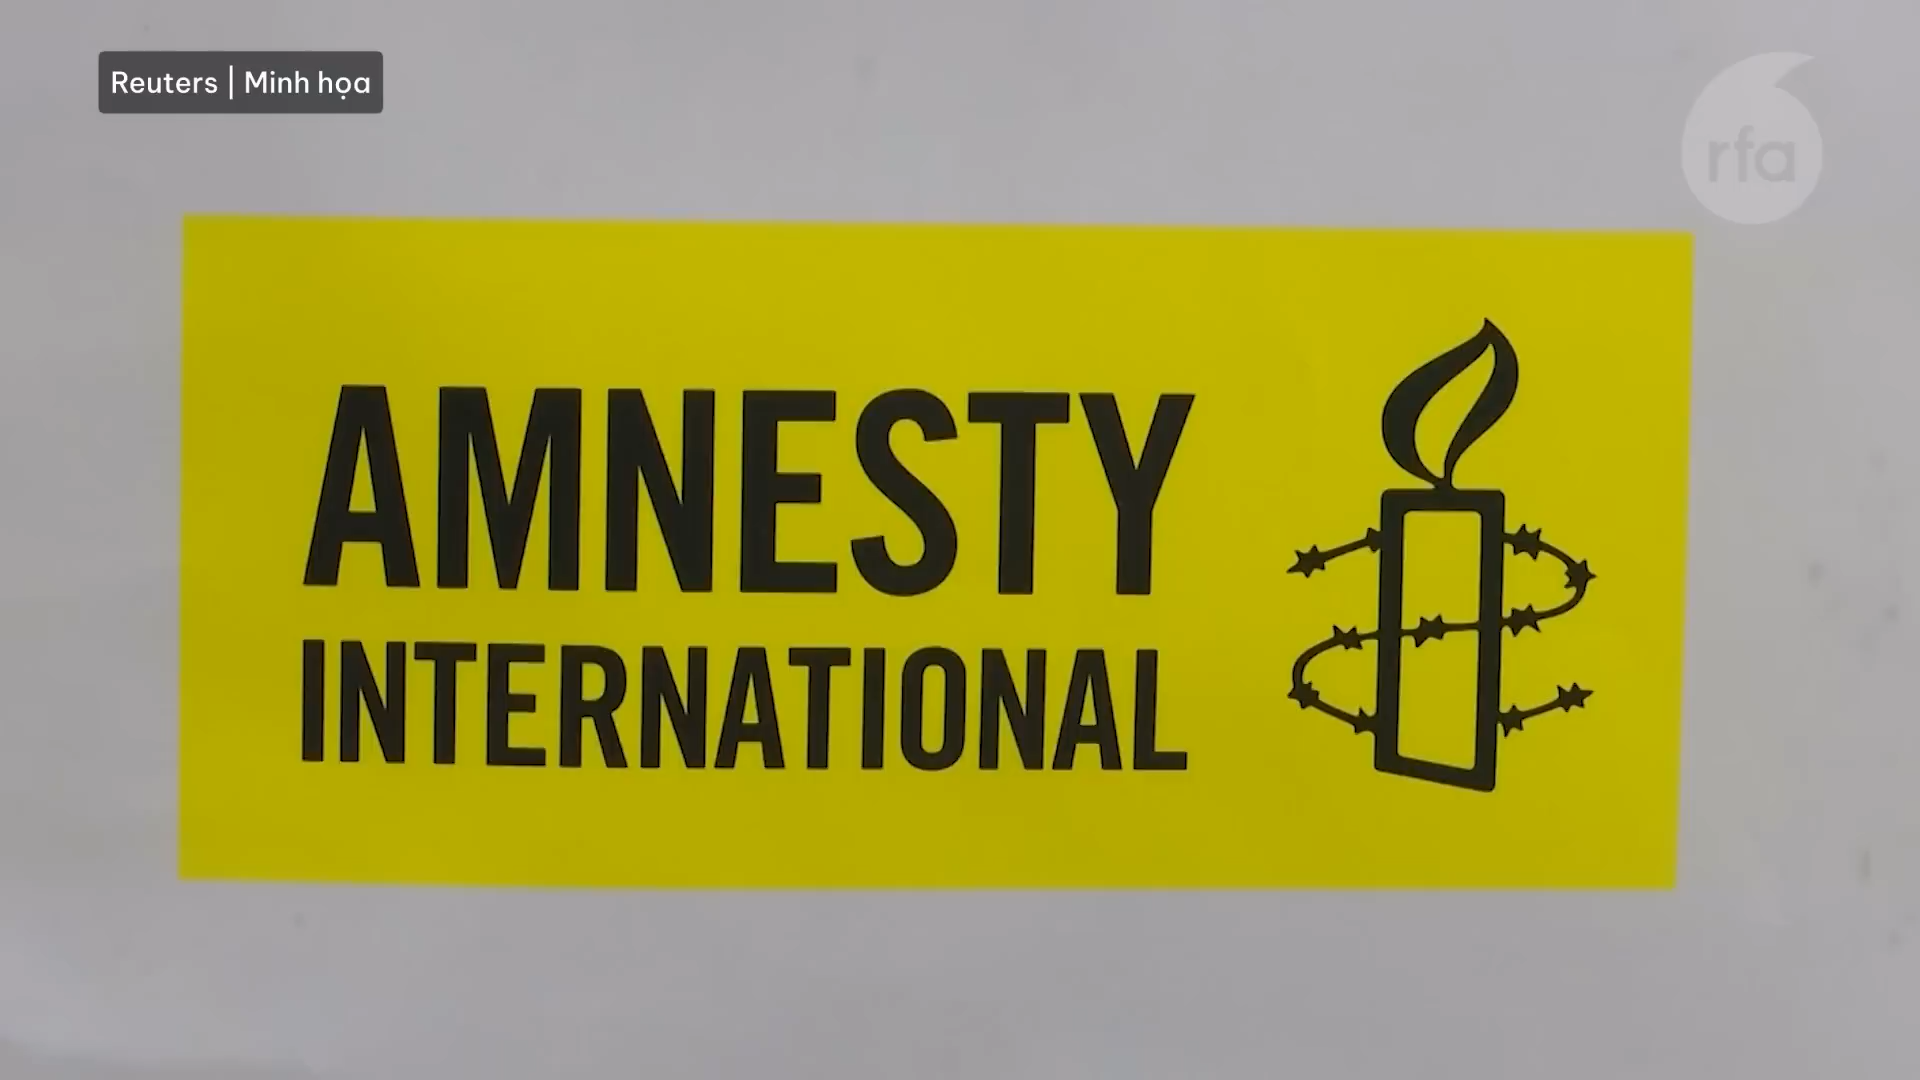 Reuters | Minh họa
rfa
AMNESTY
INTERNATIONAL